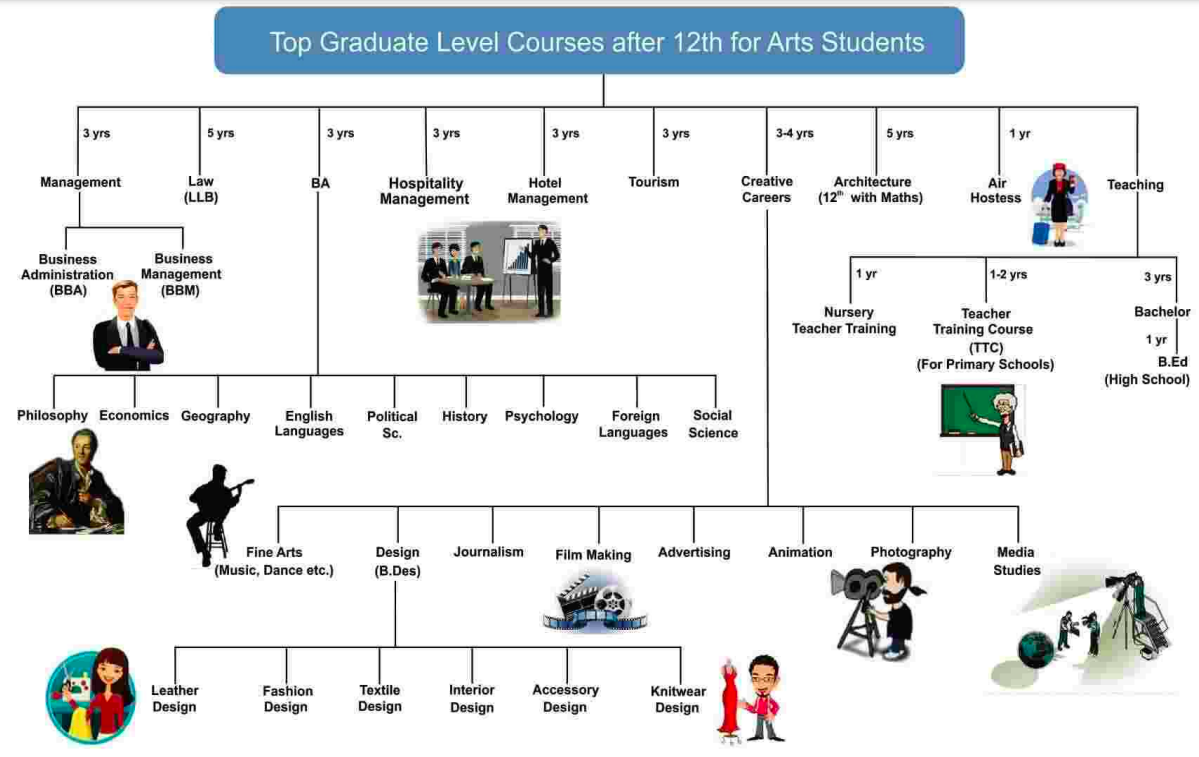 Top Graduate Level Courses after 12th for Arts Students
3 yrs
5 yrs
3 yrs
3 yrs
3 yrs
3 yrs
3-4 yrs
5 yrs
1 yr
Management
Law
(LLB)
BA
Hospitality
Management
Hotel
Management
Tourism
Creative
Careers
Architecture
(12th with Maths)
Air
Hostess
Teaching
Business
Administration
(BBA)
Business
Management
(BBM)
1 yr
1-2 yrs
3 yrs
Nursery
Teacher Training
Teacher
Training Course
(TTC)
(For Primary Schools)
Bachelor
1 yr
B.Ed
(High School)
Philosophy
Economics
Geography
English
Languages
Political
Sc.
History
Psychology
Foreign
Languages
Social
Science
Fine Arts
(Music, Dance etc.)
Design
(B.Des)
Journalism
Film Making
Advertising
Animation
Photography
Media
Studies
Leather
Design
Fashion
Design
Textile
Design
Interior
Design
Accessory
Design
Knitwear
Design